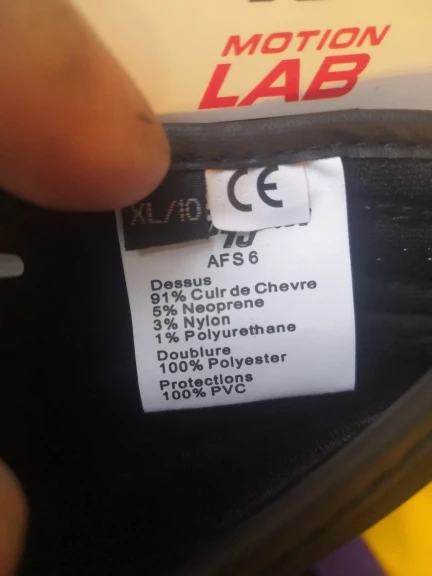 MOTION
LAB
XL/10
CE
AFS 6
Dessus
91% Cuir de Chevre
5% Neoprene
3% Nylon
1% Polyurethane
Doublure
100% Polyester
Protections
100% PVC